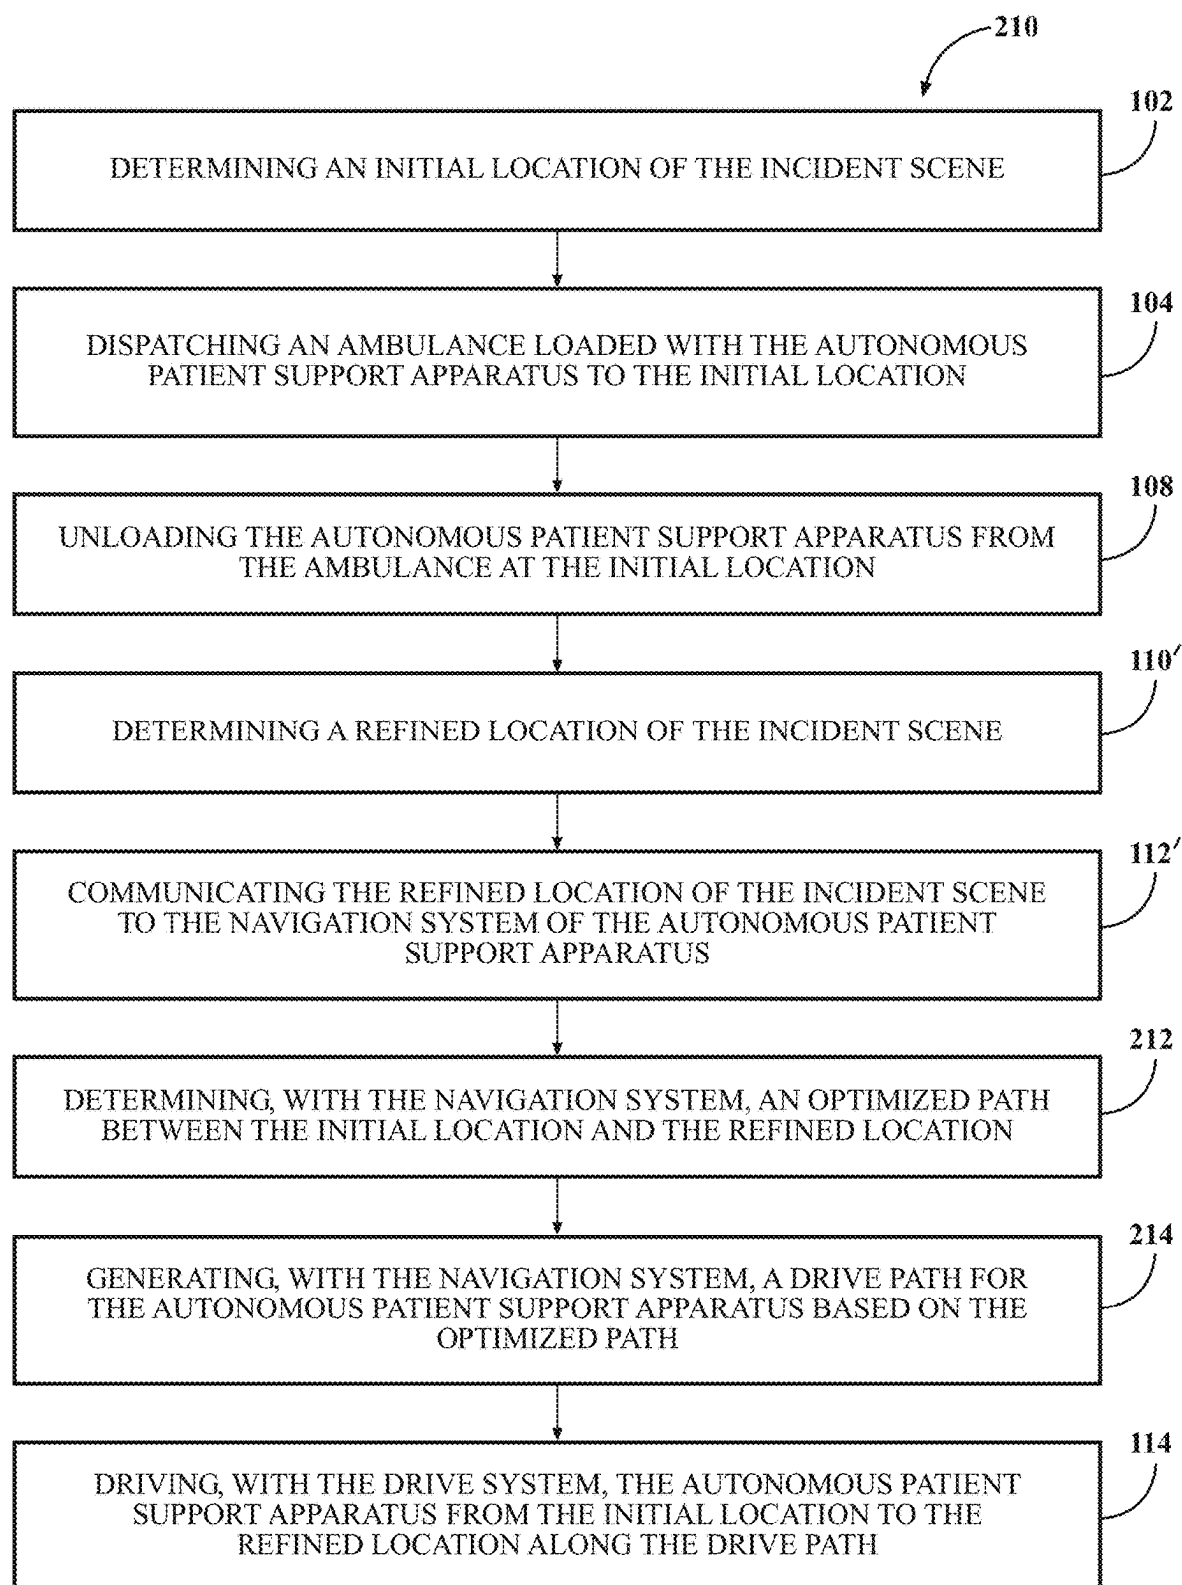 210
102
DETERMINING AN INITIAL LOCATION OF THE INCIDENT SCENE
104
DISPATCHING AN AMBULANCE LOADED WITH THE AUTONOMOUS
PATIENT SUPPORT APPARATUS TO THE INITIAL LOCATION
108
UNLOADING THE AUTONOMOUS PATIENT SUPPORT APPARATUS FROM
THE AMBULANCE AT THE INITIAL LOCATION
110′
DETERMINING A REFINED LOCATION OF THE INCIDENT SCENE
112′
COMMUNICATING THE REFINED LOCATION OF THE INCIDENT SCENE
TO THE NAVIGATION SYSTEM OF THE AUTONOMOUS PATIENT
SUPPORT APPARATUS
212
DETERMINING, WITH THE NAVIGATION SYSTEM, AN OPTIMIZED PATH
BETWEEN THE INITIAL LOCATION AND THE REFINED LOCATION
214
GENERATING, WITH THE NAVIGATION SYSTEM, A DRIVE PATH FOR
THE AUTONOMOUS PATIENT SUPPORT APPARATUS BASED ON THE
OPTIMIZED PATH
114
DRIVING, WITH THE DRIVE SYSTEM, THE AUTONOMOUS PATIENT
SUPPORT APPARATUS FROM THE INITIAL LOCATION TO THE
REFINED LOCATION ALONG THE DRIVE PATH